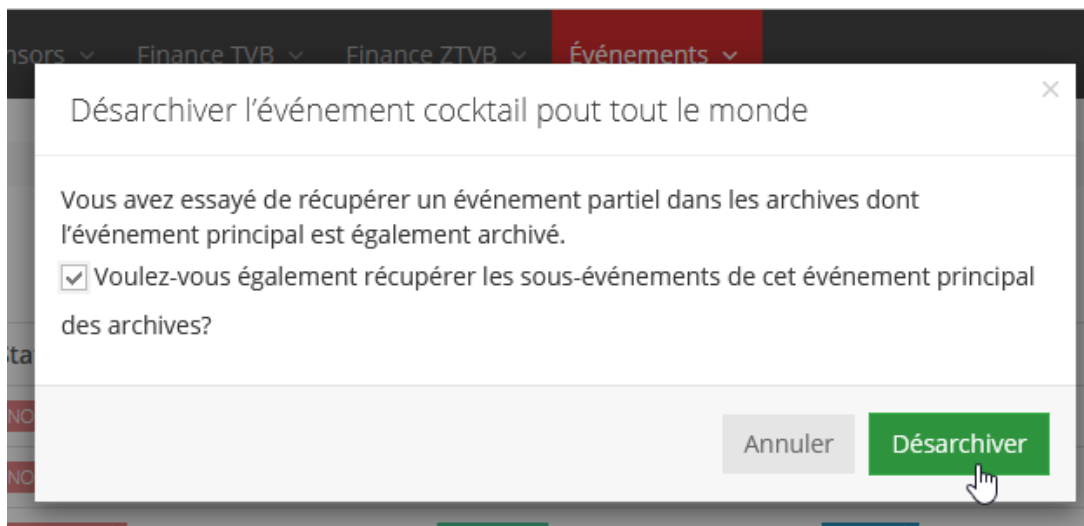 Finance TVB Finance ZTVB Événements
Désarchiver l’événement cocktail pout tout le monde
Vous avez essayé de récupérer un événement partiel dans les archives dont
l’événement principal est également archivé.
Voulez-vous également récupérer les sous-événements de cet événement principal
des archives?
Annuler Désarchiver